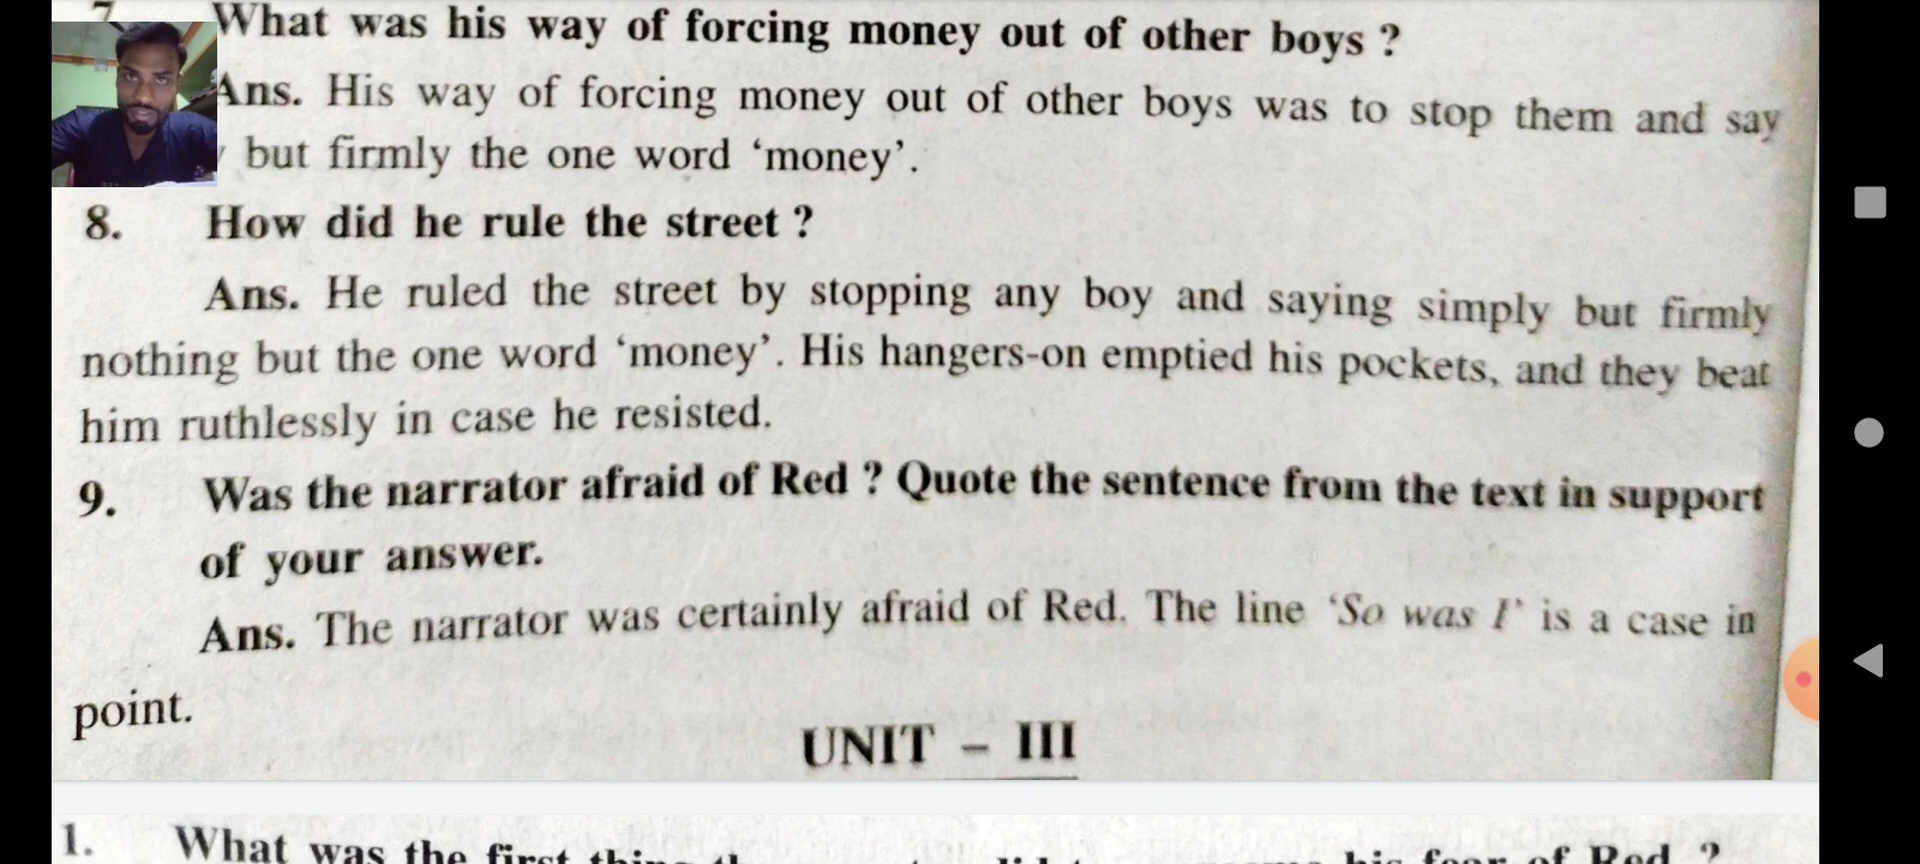 What was his way of forcing money out of other boys ?
Ans. His way of forcing money out of other boys was to stop them and say
but firmly the one word ‘money’.
8. How did he rule the street ?
Ans. He ruled the street by stopping any boy and saying simply but firmly
nothing but the one word ‘money’. His hangers-on emptied his pockets, and they beat
him ruthlessly in case he resisted.
9. Was the narrator afraid of Red ? Quote the sentence from the text in support
of your answer.
Ans. The narrator was certainly afraid of Red. The line ‘So was I’ is a case in
point.
UNIT – III
1. What was the first his fear of Red ?